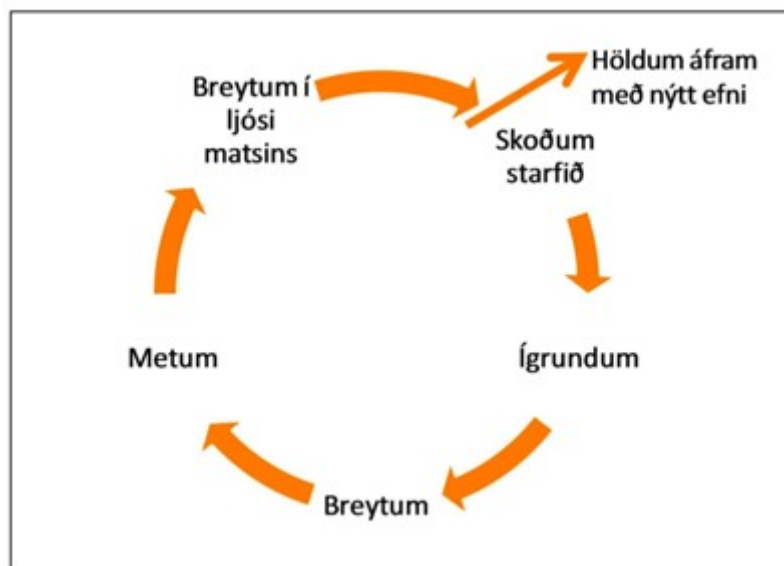 Höldum áfram
með nýtt efni
Skoðum
starfið
Ígrundum
Breytum
Metum
Breytum í
ljósi
matsins